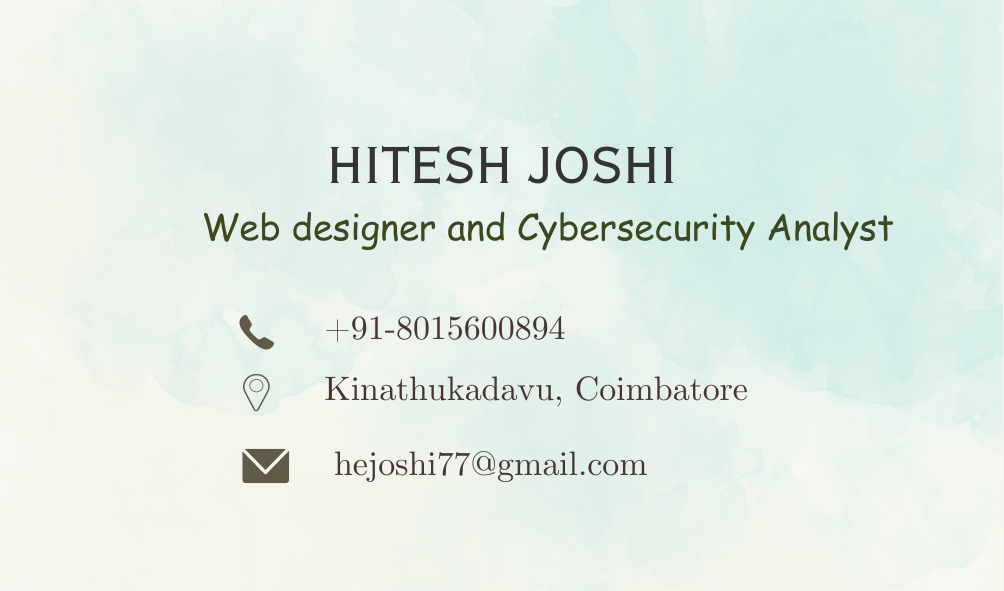 HITESH JOSHI
Web designer and Cybersecurity Analyst
+91-8015600894
Kinathukadavu, Coimbatore
hejoshi77@gmail.com